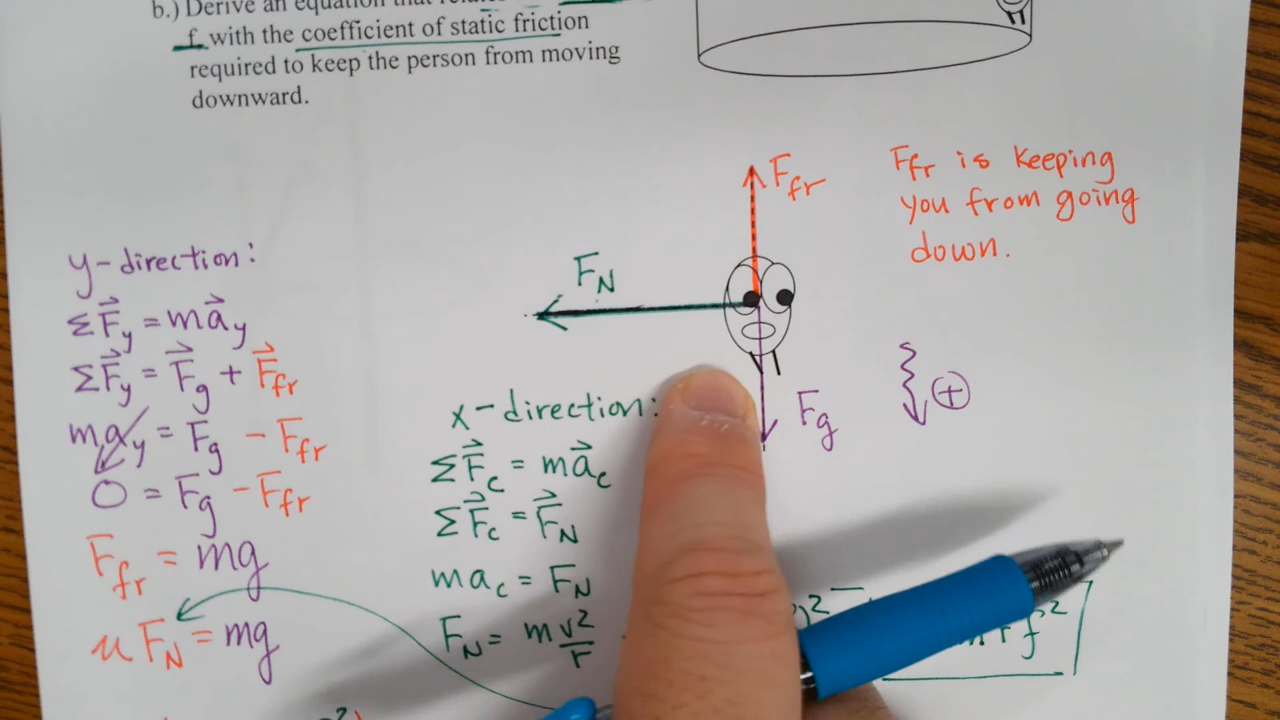 b.) Derive an equation that
f with the coefficient of static friction
required to keep the person from moving
downward.
Ffr
Ffr is keeping
you from going
down.
FN
y-direction:
ΣF⃗y = ma⃗y
ΣF⃗y = F⃗g + F⃗fr
may = Fg - Ffr
0 = Fg - Ffr
Ffr = mg
μFN = mg
Fg
+
x-direction:
ΣF⃗c = ma⃗c
ΣF⃗c = F⃗N
mac = FN
FN = mv²/r
r f²